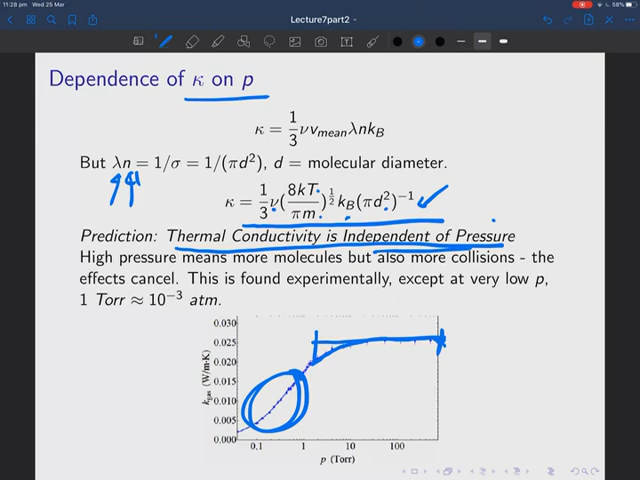 11:28 pm Wed 25 Mar
58%
Lecture7part2
Dependence of κ on p
κ = 1/3 ν v_mean λnk_B
But λn = 1/σ = 1/(πd²), d = molecular diameter.
κ = 1/3 ν(8kT/πm)^½ k_B(πd²)⁻¹
Prediction: Thermal Conductivity is Independent of Pressure
High pressure means more molecules but also more collisions - the
effects cancel. This is found experimentally, except at very low p,
1 Torr ≈ 10⁻³ atm.
0.030
0.025
0.020
0.015
0.010
0.005
0.000
k_gas (W/m·K)
0.1 1 10 100
p (Torr)